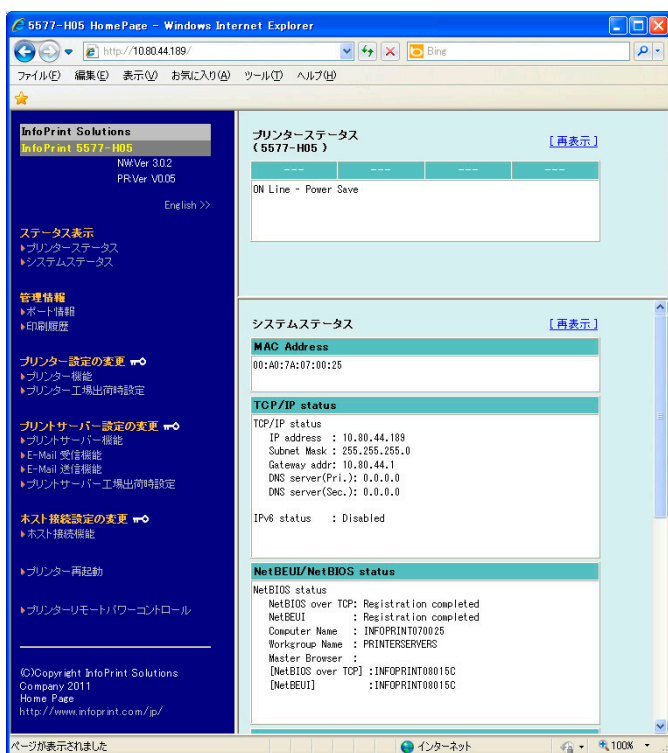 5577-H05 HomePage - Windows Internet Explorer
http://10.80.44.189/
Bing
ファイル(F) 編集(E) 表示(V) お気に入り(A) ツール(T) ヘルプ(H)
InfoPrint Solutions
InfoPrint 5577-H05
NW:Ver 3.0.2
PR:Ver V0.05
English >>
ステータス表示
プリンターステータス
システムステータス
管理情報
ポート情報
印刷履歴
プリンター設定の変更
プリンター機能
プリンター工場出荷時設定
プリントサーバー設定の変更
プリントサーバー機能
E-Mail 受信機能
E-Mail 送信機能
プリントサーバー工場出荷時設定
ホスト接続設定の変更
ホスト接続機能
プリンター再起動
プリンターリモートパワーコントロール
(C)Copyright InfoPrint Solutions
Company 2011
Home Page
http://www.infoprint.com/jp/
プリンターステータス
(5577-H05 )
[再表示]
--- --- --- ---
ON Line - Power Save
システムステータス [再表示]
MAC Address
00:A0:7A:07:00:25
TCP/IP status
TCP/IP status
IP address : 10.80.44.189
Subnet Mask : 255.255.255.0
Gateway addr: 10.80.44.1
DNS server(Pri.): 0.0.0.0
DNS server(Sec.): 0.0.0.0
IPv6 status : Disabled
NetBEUI/NetBIOS status
NetBIOS status
NetBIOS over TCP: Registration completed
NetBEUI : Registration completed
Computer Name : INFOPRINT070025
Workgroup Name : PRINTERSERVERS
Master Browser :
[NetBIOS over TCP] :INFOPRINT08015C
[NetBEUI] :INFOPRINT08015C
ページが表示されました インターネット 100%